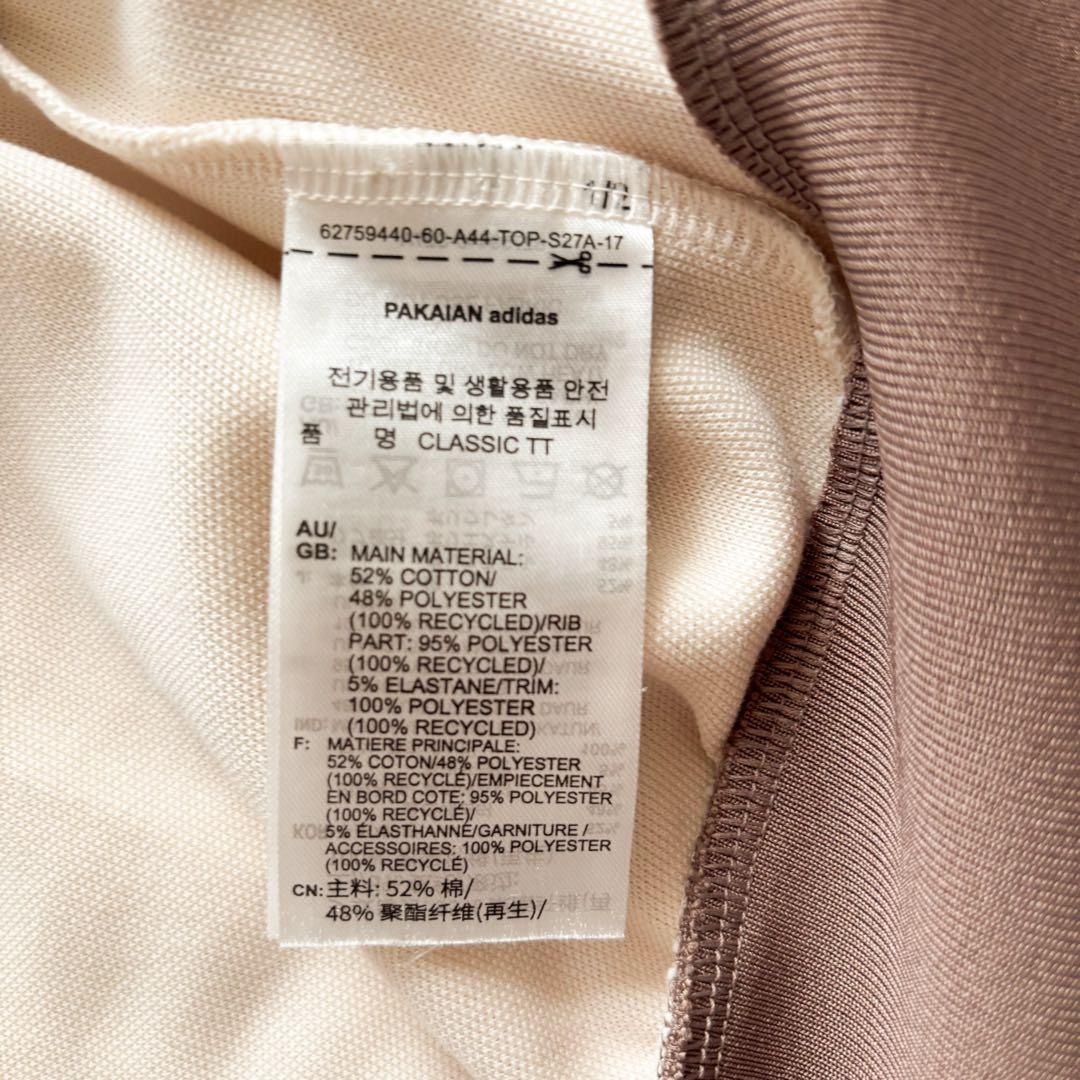 1/2
62759440-60-A44-TOP-S27A-17
PAKAIAN adidas
전기용품 및 생활용품 안전
관리법에 의한 품질표시
품 명 CLASSIC TT
AU/
GB: MAIN MATERIAL:
52% COTTON/
48% POLYESTER
(100% RECYCLED)/RIB
PART: 95% POLYESTER
(100% RECYCLED)/
5% ELASTANE/TRIM:
100% POLYESTER
(100% RECYCLED)
F: MATIERE PRINCIPALE:
52% COTON/48% POLYESTER
(100% RECYCLÉ)/EMPIECEMENT
EN BORD COTE: 95% POLYESTER
(100% RECYCLÉ)/
5% ÉLASTHANNE/GARNITURE /
ACCESSOIRES: 100% POLYESTER
(100% RECYCLÉ)
CN: 主料: 52% 棉/
48% 聚酯纤维(再生)/